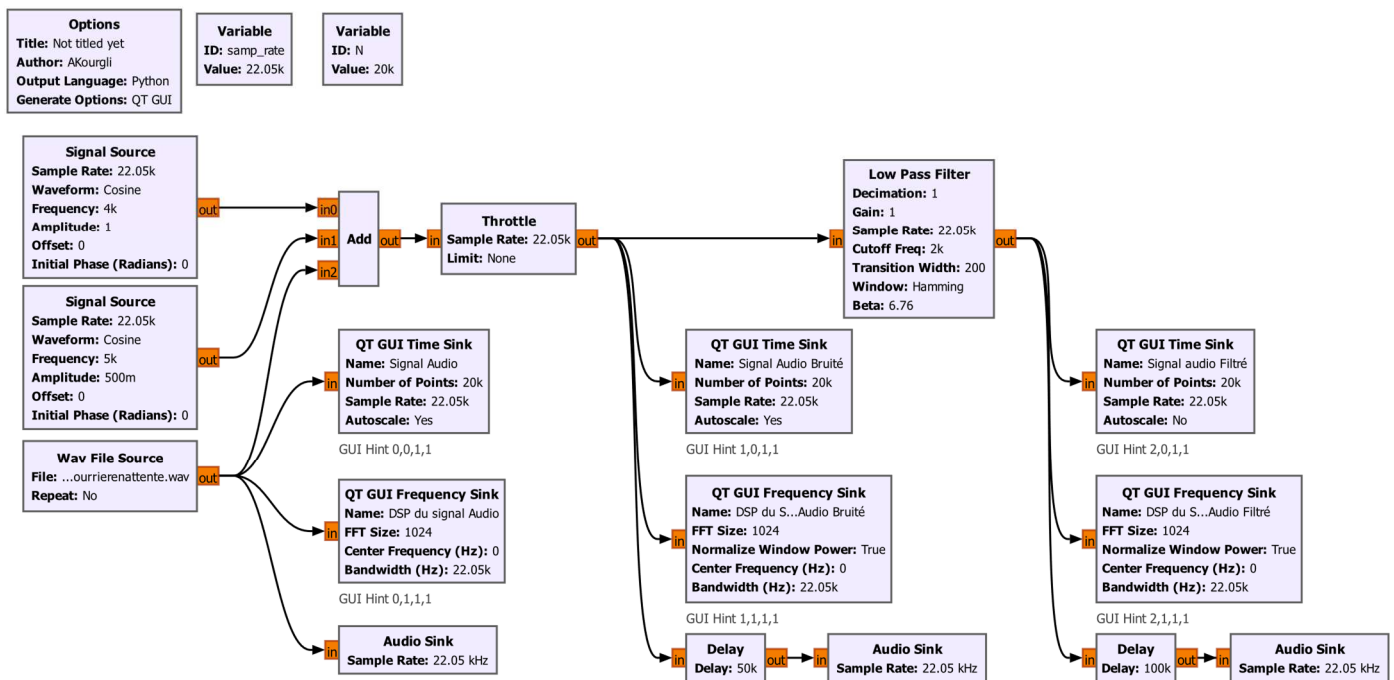 Options
Title: Not titled yet
Author: AKourgli
Output Language: Python
Generate Options: QT GUI
Variable
ID: samp_rate
Value: 22.05k
Variable
ID: N
Value: 20k
Signal Source
Sample Rate: 22.05k
Waveform: Cosine
Frequency: 4k
Amplitude: 1
Offset: 0
Initial Phase (Radians): 0
out
Signal Source
Sample Rate: 22.05k
Waveform: Cosine
Frequency: 5k
Amplitude: 500m
Offset: 0
Initial Phase (Radians): 0
out
Wav File Source
File: ...ourrierenattente.wav
Repeat: No
out
in0
in1
in2
Add
out
in
Throttle
Sample Rate: 22.05k
Limit: None
out
in
Low Pass Filter
Decimation: 1
Gain: 1
Sample Rate: 22.05k
Cutoff Freq: 2k
Transition Width: 200
Window: Hamming
Beta: 6.76
out
in
QT GUI Time Sink
Name: Signal Audio
Number of Points: 20k
Sample Rate: 22.05k
Autoscale: Yes
GUI Hint 0,0,1,1
in
QT GUI Frequency Sink
Name: DSP du signal Audio
FFT Size: 1024
Center Frequency (Hz): 0
Bandwidth (Hz): 22.05k
GUI Hint 0,1,1,1
in
Audio Sink
Sample Rate: 22.05 kHz
in
QT GUI Time Sink
Name: Signal Audio Bruité
Number of Points: 20k
Sample Rate: 22.05k
Autoscale: Yes
GUI Hint 1,0,1,1
in
QT GUI Frequency Sink
Name: DSP du S...Audio Bruité
FFT Size: 1024
Normalize Window Power: True
Center Frequency (Hz): 0
Bandwidth (Hz): 22.05k
GUI Hint 1,1,1,1
in
Delay
Delay: 50k
out
in
Audio Sink
Sample Rate: 22.05 kHz
in
QT GUI Time Sink
Name: Signal audio Filtré
Number of Points: 20k
Sample Rate: 22.05k
Autoscale: No
GUI Hint 2,0,1,1
in
QT GUI Frequency Sink
Name: DSP du S...Audio Filtré
FFT Size: 1024
Normalize Window Power: True
Center Frequency (Hz): 0
Bandwidth (Hz): 22.05k
GUI Hint 2,1,1,1
in
Delay
Delay: 100k
out
in
Audio Sink
Sample Rate: 22.05 kHz